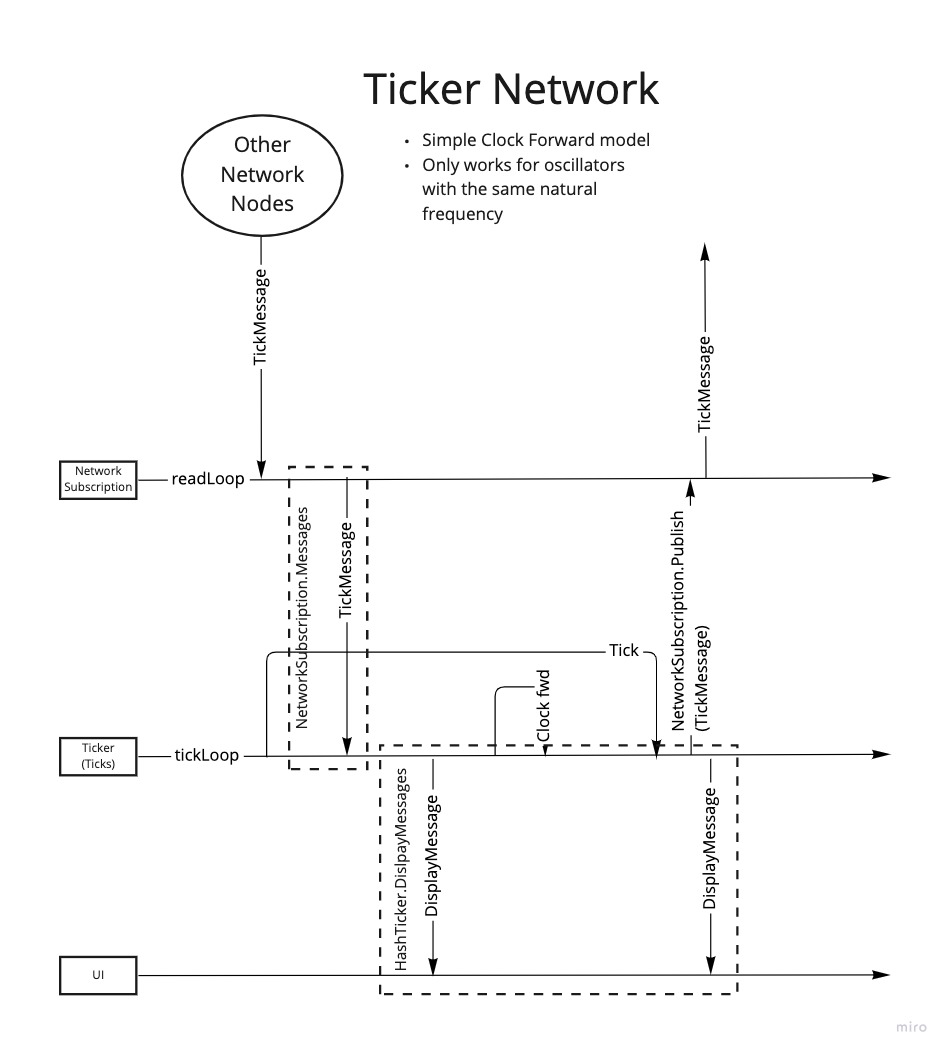 Ticker Network
• Simple Clock Forward model
• Only works for oscillators
with the same natural
frequency
Other
Network
Nodes
TickMessage
TickMessage
Network
Subscription
readLoop
NetworkSubscription.Messages
TickMessage
NetworkSubscription.Publish
(TickMessage)
Tick
Clock fwd
Ticker
(Ticks)
tickLoop
HashTicker.DislpayMessages
DisplayMessage
DisplayMessage
UI
miro